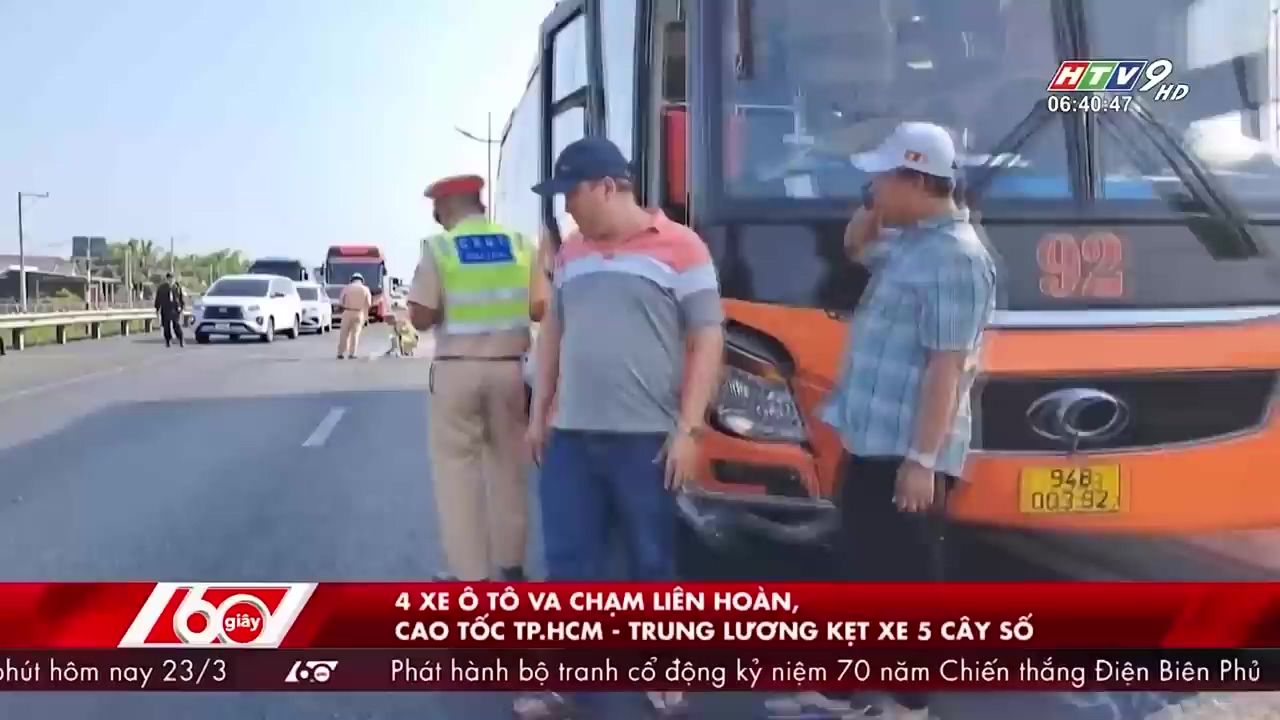 HTV9 HD
06:40:47
CSGT
92
94B
003.92
60 giây
4 XE Ô TÔ VA CHẠM LIÊN HOÀN,
CAO TỐC TP.HCM - TRUNG LƯƠNG KẸT XE 5 CÂY SỐ
phút hôm nay 23/3 60 giây Phát hành bộ tranh cổ động kỷ niệm 70 năm Chiến thắng Điện Biên Phủ